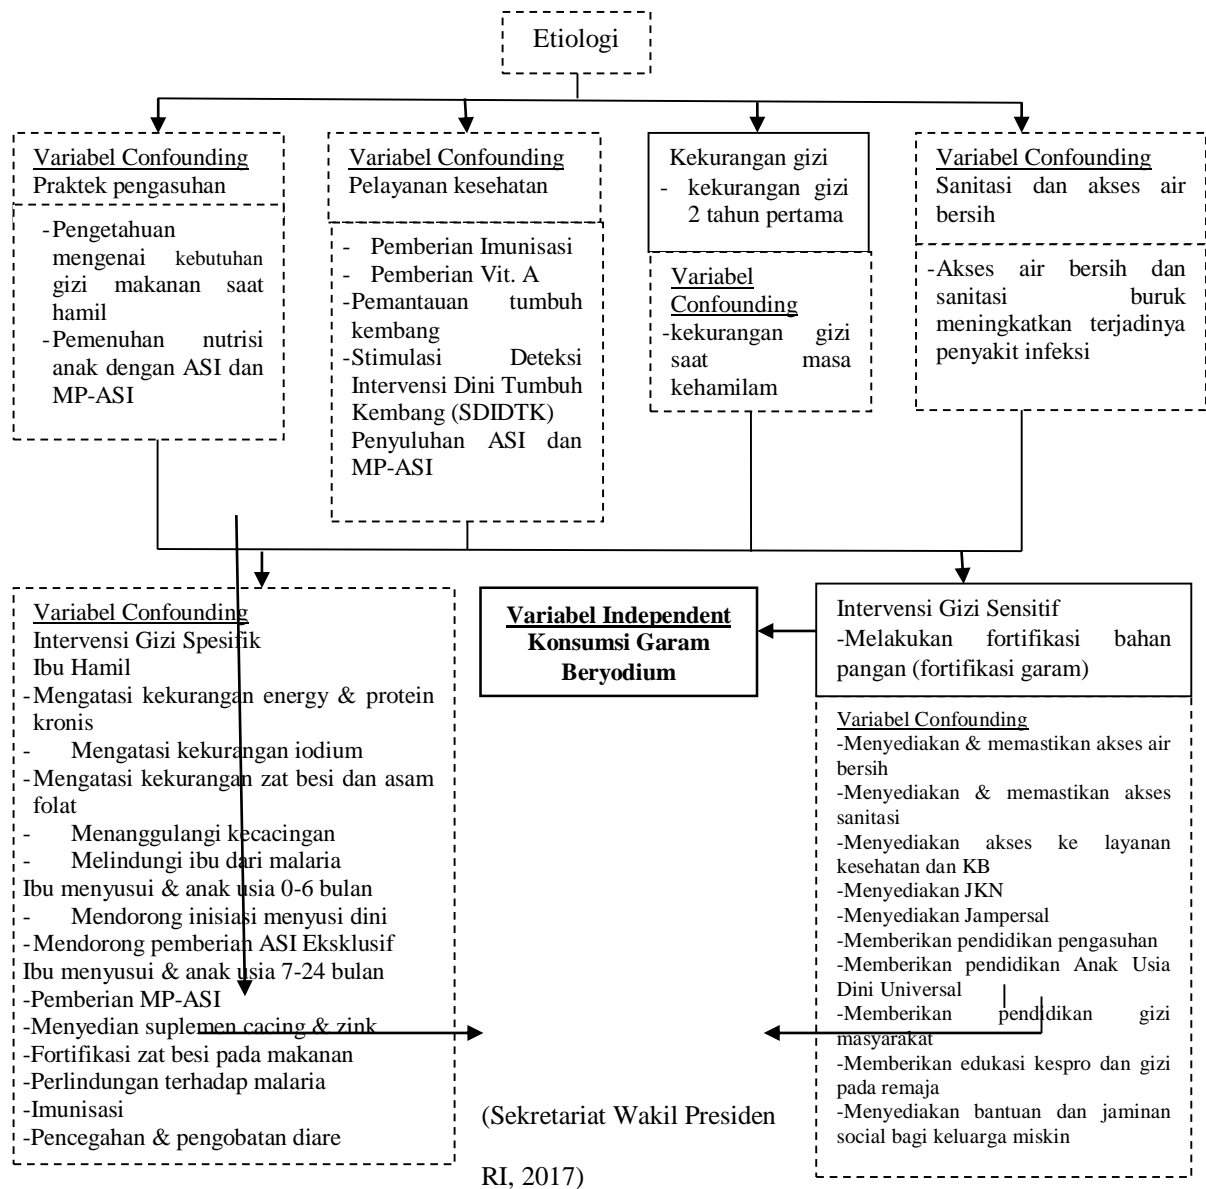 Etiologi
Variabel Confounding
Praktek pengasuhan
-Pengetahuan
mengenai kebutuhan
gizi makanan saat
hamil
-Pemenuhan nutrisi
anak dengan ASI dan
MP-ASI
Variabel Confounding
Pelayanan kesehatan
- Pemberian Imunisasi
- Pemberian Vit. A
-Pemantauan tumbuh
kembang
-Stimulasi Deteksi
Intervensi Dini Tumbuh
Kembang (SDIDTK)
Penyuluhan ASI dan
MP-ASI
Kekurangan gizi
- kekurangan gizi
2 tahun pertama
Variabel
Confounding
-kekurangan gizi
saat masa
kehamilam
Variabel Confounding
Sanitasi dan akses air
bersih
-Akses air bersih dan
sanitasi buruk
meningkatkan terjadinya
penyakit infeksi
Variabel Confounding
Intervensi Gizi Spesifik
Ibu Hamil
-Mengatasi kekurangan energy & protein
kronis
- Mengatasi kekurangan iodium
-Mengatasi kekurangan zat besi dan asam
folat
- Menanggulangi kecacingan
- Melindungi ibu dari malaria
Ibu menyusui & anak usia 0-6 bulan
- Mendorong inisiasi menyusi dini
-Mendorong pemberian ASI Eksklusif
Ibu menyusui & anak usia 7-24 bulan
-Pemberian MP-ASI
-Menyedian suplemen cacing & zink
-Fortifikasi zat besi pada makanan
-Perlindungan terhadap malaria
-Imunisasi
-Pencegahan & pengobatan diare
Variabel Independent
Konsumsi Garam
Beryodium
Intervensi Gizi Sensitif
-Melakukan fortifikasi bahan
pangan (fortifikasi garam)
Variabel Confounding
-Menyediakan & memastikan akses air
bersih
-Menyediakan & memastikan akses
sanitasi
-Menyediakan akses ke layanan
kesehatan dan KB
-Menyediakan JKN
-Menyediakan Jampersal
-Memberikan pendidikan pengasuhan
-Memberikan pendidikan Anak Usia
Dini Universal
-Memberikan pendidikan gizi
masyarakat
-Memberikan edukasi kespro dan gizi
pada remaja
-Menyediakan bantuan dan jaminan
social bagi keluarga miskin
(Sekretariat Wakil Presiden
RI, 2017)